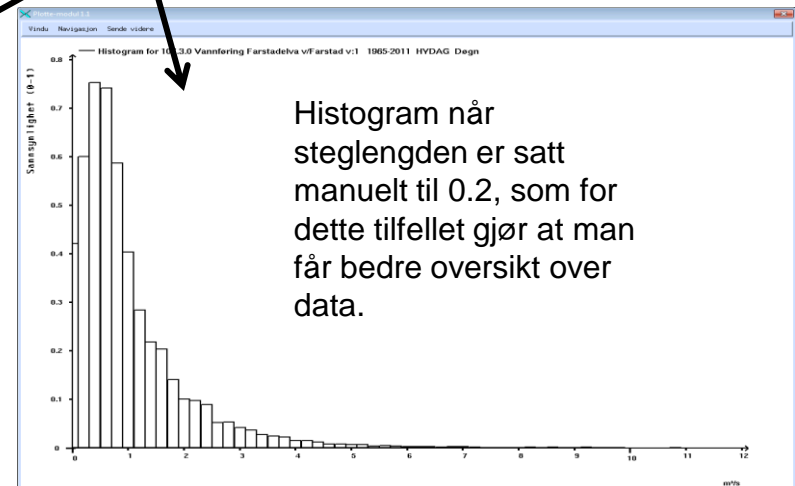 Plotte-modul 1.1
Vindu Navigasjon Sende videre
Histogram for 10 .3.0 Vannføring Farstadelva v/Farstad v:1 1965-2011 HYDAG Døgn
Sannsynlighet (0-1)
0.8
0.7
0.6
0.5
0.4
0.3
0.2
0.1
0
0 1 2 3 4 5 6 7 8 9 10 11 12
m³/s
Histogram når
steglengden er satt
manuelt til 0.2, som for
dette tilfellet gjør at man
får bedre oversikt over
data.